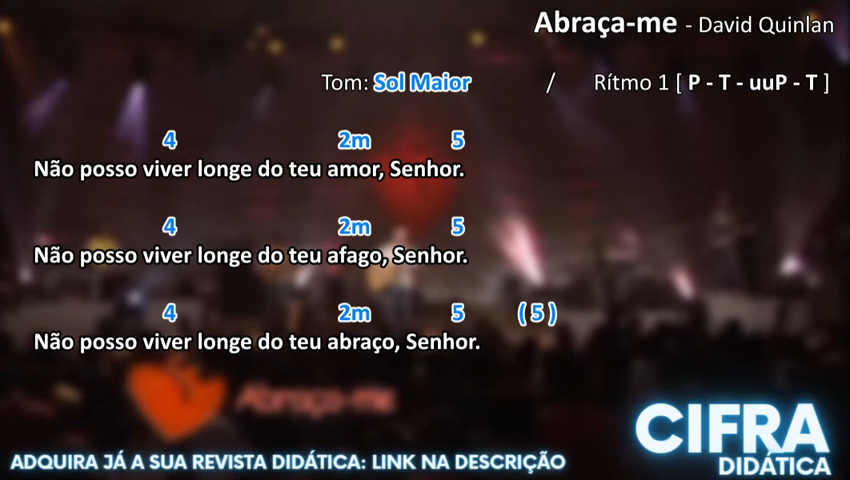 Abraça-me - David Quinlan
Tom: Sol Maior / Rítmo 1 [ P - T - uuP - T ]
4 2m 5
Não posso viver longe do teu amor, Senhor.
4 2m 5
Não posso viver longe do teu afago, Senhor.
4 2m 5 ( 5 )
Não posso viver longe do teu abraço, Senhor.
Abraça-me
CIFRA
DIDÁTICA
ADQUIRA JÁ A SUA REVISTA DIDÁTICA: LINK NA DESCRIÇÃO